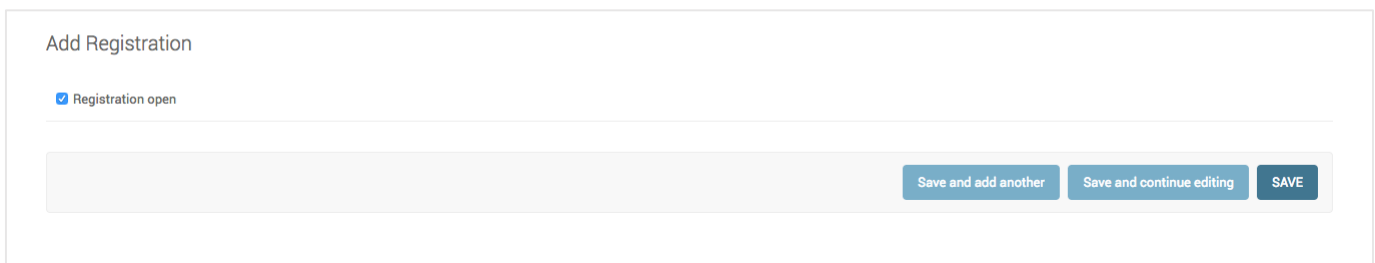 Add Registration
Registration open
Save and add another
Save and continue editing
SAVE